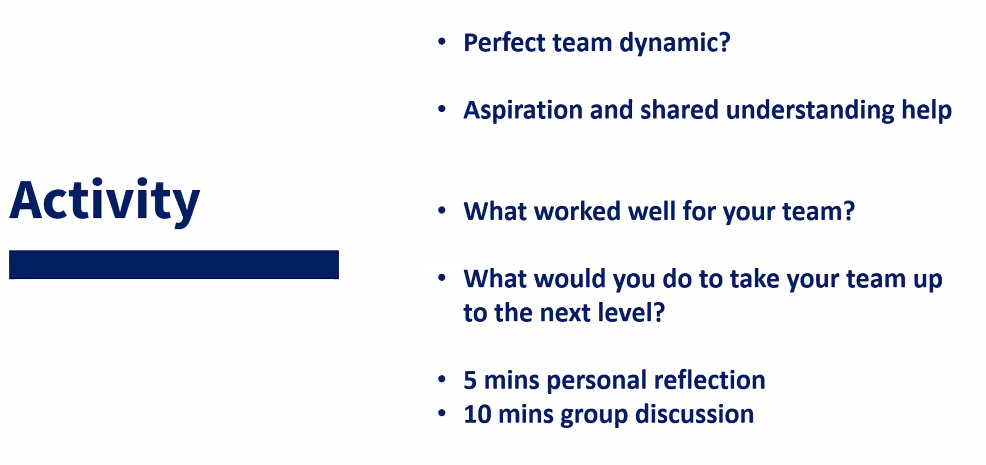 Activity
• Perfect team dynamic?
• Aspiration and shared understanding help
• What worked well for your team?
• What would you do to take your team up
to the next level?
• 5 mins personal reflection
• 10 mins group discussion